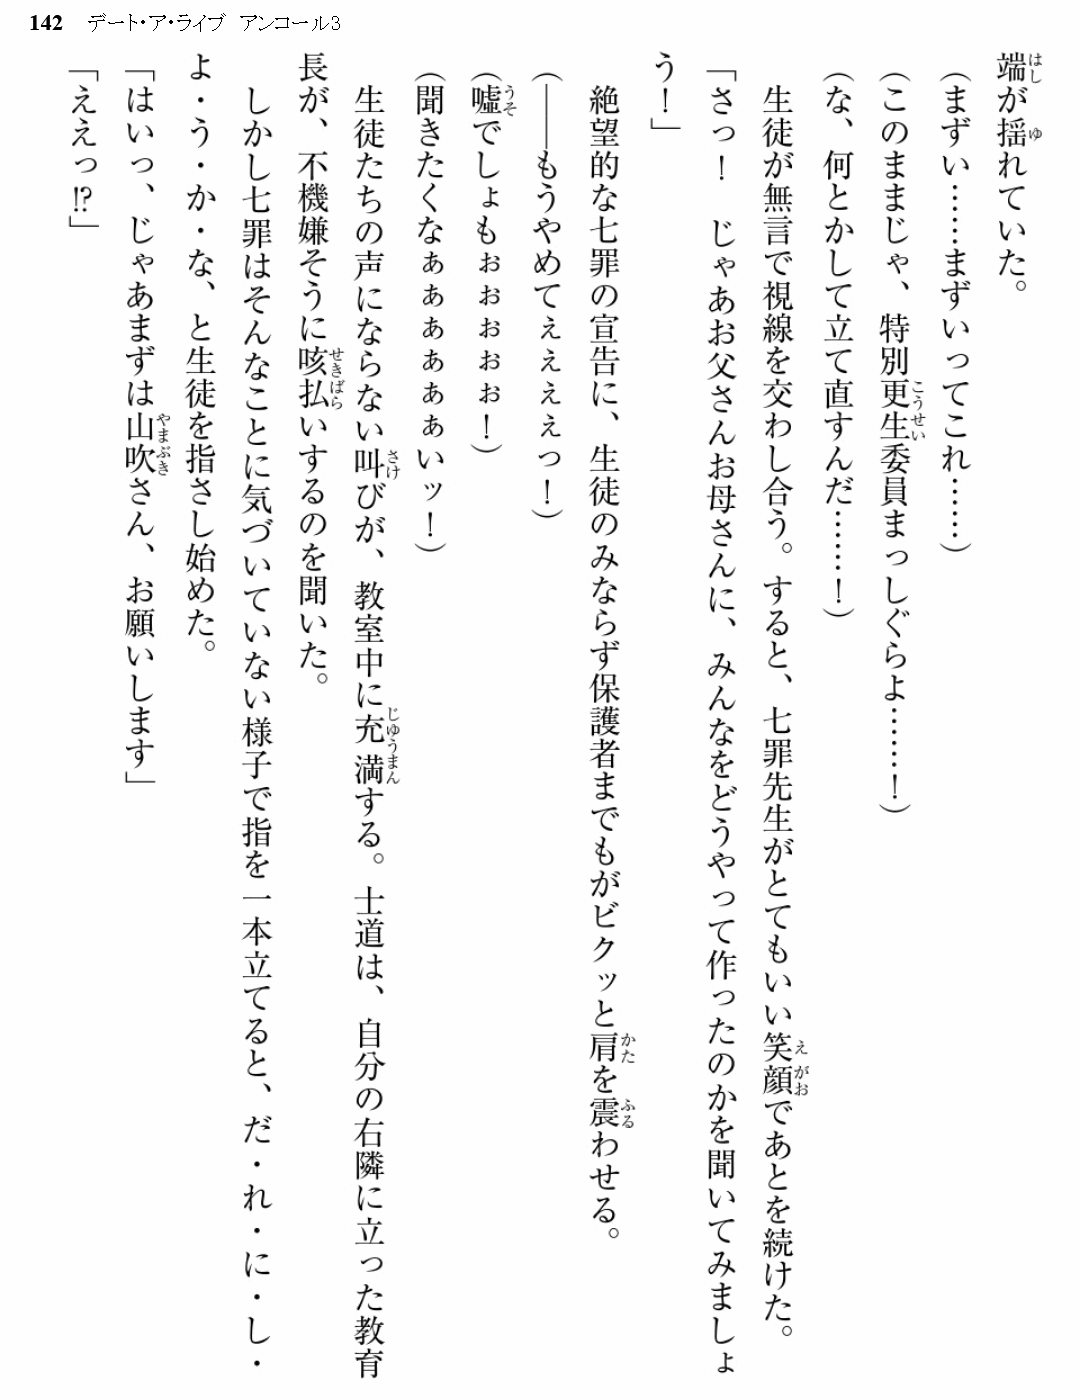 142 デート・ア・ライブ アンコール3
端が揺れていた。
(まずい……まずいってこれ……)
(このままじゃ、特別更生委員まっしぐらよ……！)
(な、何とかして立て直すんだ……！)
生徒が無言で視線を交わし合う。すると、七罪先生がとてもいい笑顔であとを続けた。
「さっ！　じゃあお父さんお母さんに、みんなをどうやって作ったのかを聞いてみましょ
う！」
絶望的な七罪の宣告に、生徒のみならず保護者までもがビクッと肩を震わせる。
(――もうやめてぇぇぇぇっ！)
(嘘でしょもぉぉぉぉぉ！)
(聞きたくなぁぁぁぁぁぁいッ！)
生徒たちの声にならない叫びが、教室中に充満する。士道は、自分の右隣に立った教育
長が、不機嫌そうに咳払いするのを聞いた。
しかし七罪はそんなことに気づいていない様子で指を一本立てると、だ・れ・に・し・
よ・う・か・な、と生徒を指さし始めた。
「はいっ、じゃあまずは山吹さん、お願いします」
「ええっ!?」